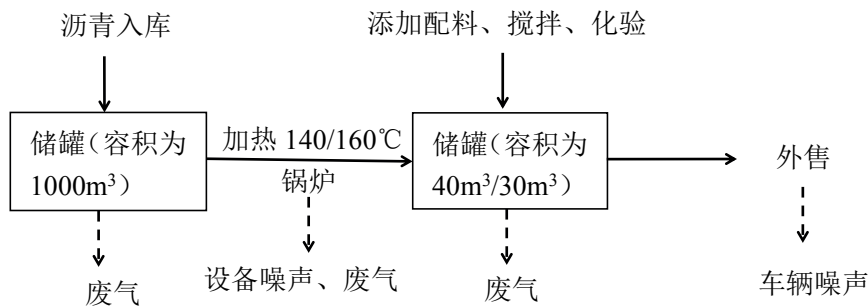 沥青入库
添加配料、搅拌、化验
储罐（容积为
1000m³）
加热 140/160℃
锅炉
储罐（容积为
40m³/30m³）
外售
废气
设备噪声、废气
废气
车辆噪声